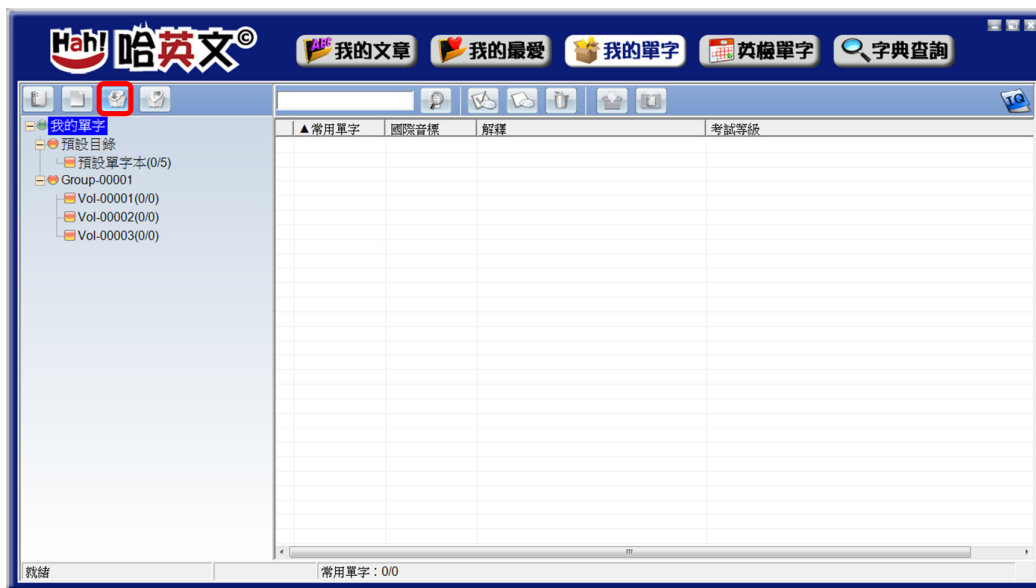 Hah! 哈英文©
ABC 我的文章 我的最愛 我的單字 英檢單字 字典查詢
IQ
我的單字
預設目錄
預設單字本(0/5)
Group-00001
Vol-00001(0/0)
Vol-00002(0/0)
Vol-00003(0/0)
▲常用單字 國際音標 解釋 考試等級
就緒 常用單字：0/0